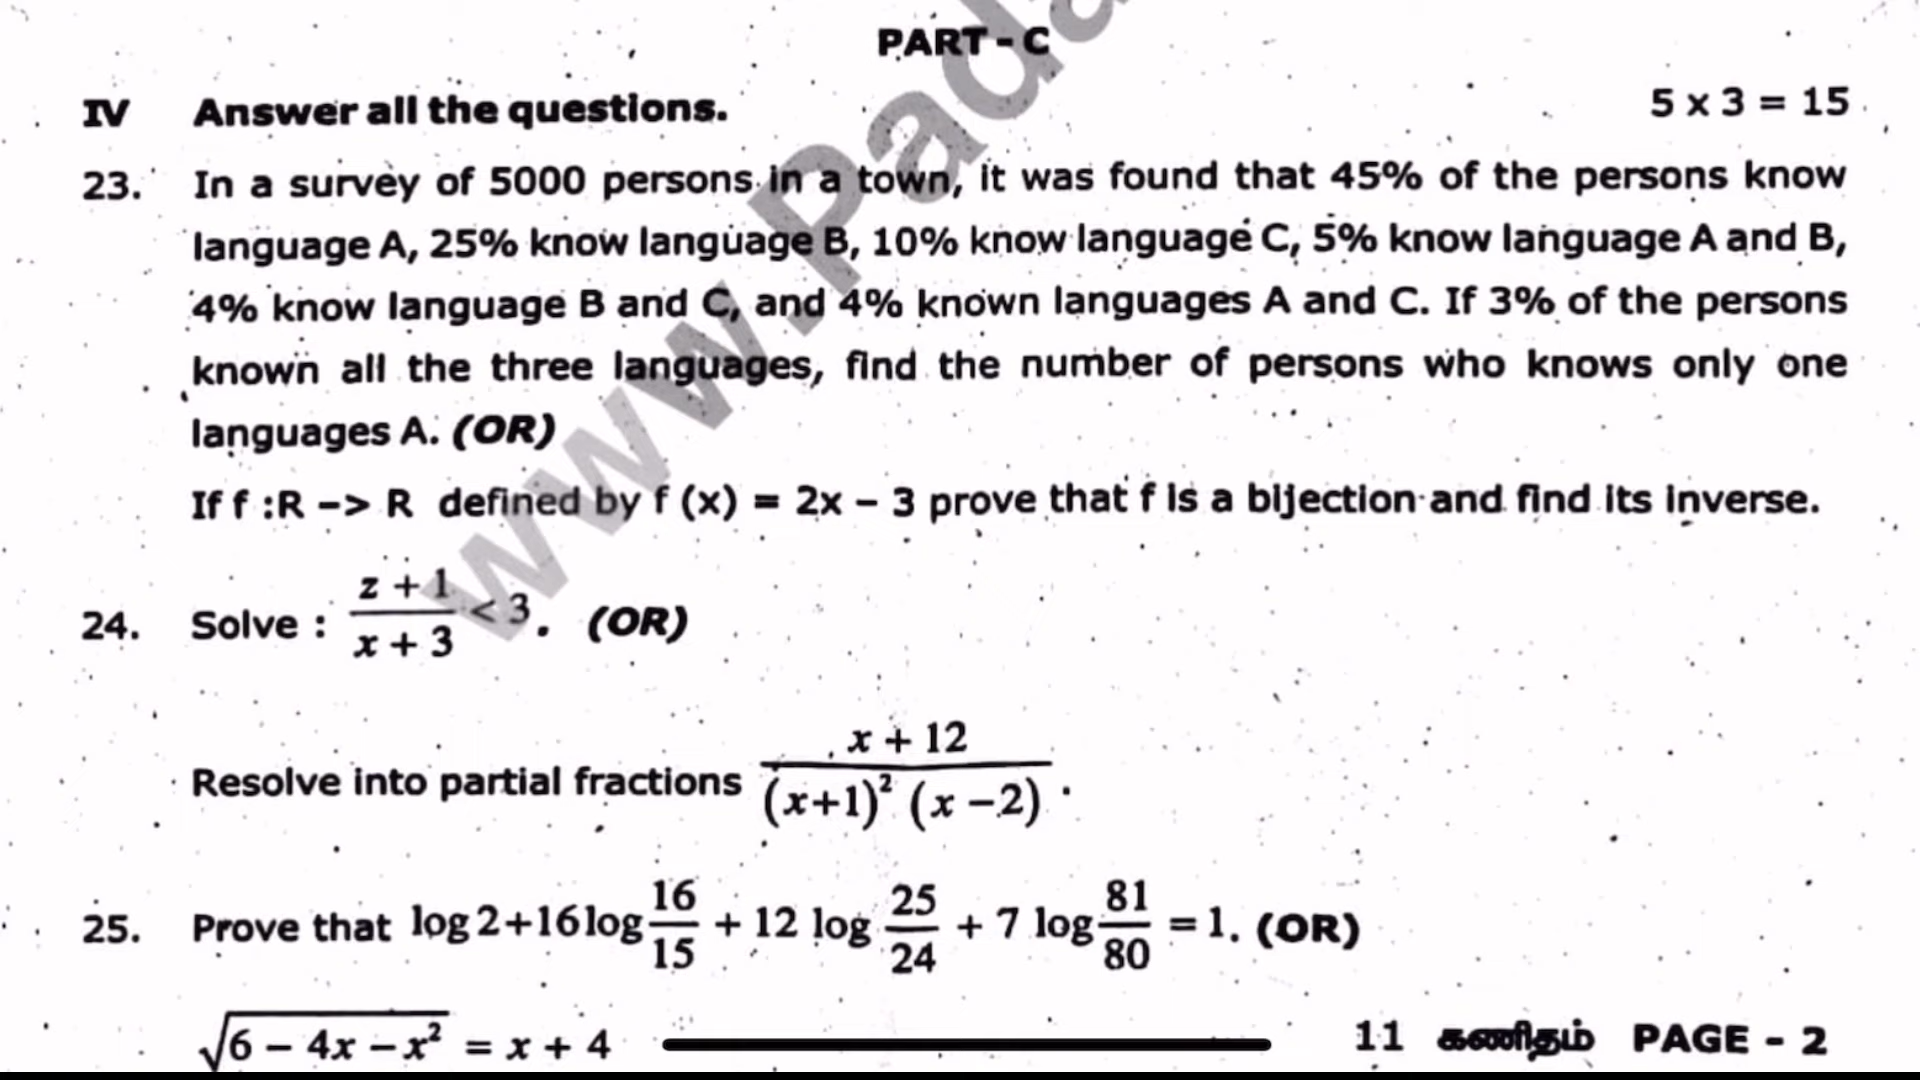 PART - C
IV Answer all the questions. 5 x 3 = 15
23. In a survey of 5000 persons in a town, it was found that 45% of the persons know
language A, 25% know language B, 10% know language C, 5% know language A and B,
4% know language B and C, and 4% known languages A and C. If 3% of the persons
known all the three languages, find the number of persons who knows only one
languages A. (OR)
If f :R -> R defined by f (x) = 2x – 3 prove that f is a bijection and find its inverse.
24. Solve : (z + 1)/(x + 3) < 3. (OR)
Resolve into partial fractions (x + 12)/((x+1)² (x – 2)) .
25. Prove that log 2+16 log 16/15 + 12 log 25/24 + 7 log 81/80 = 1. (OR)
√(6 – 4x – x²) = x + 4
11 கணிதம் PAGE - 2
www.Pada